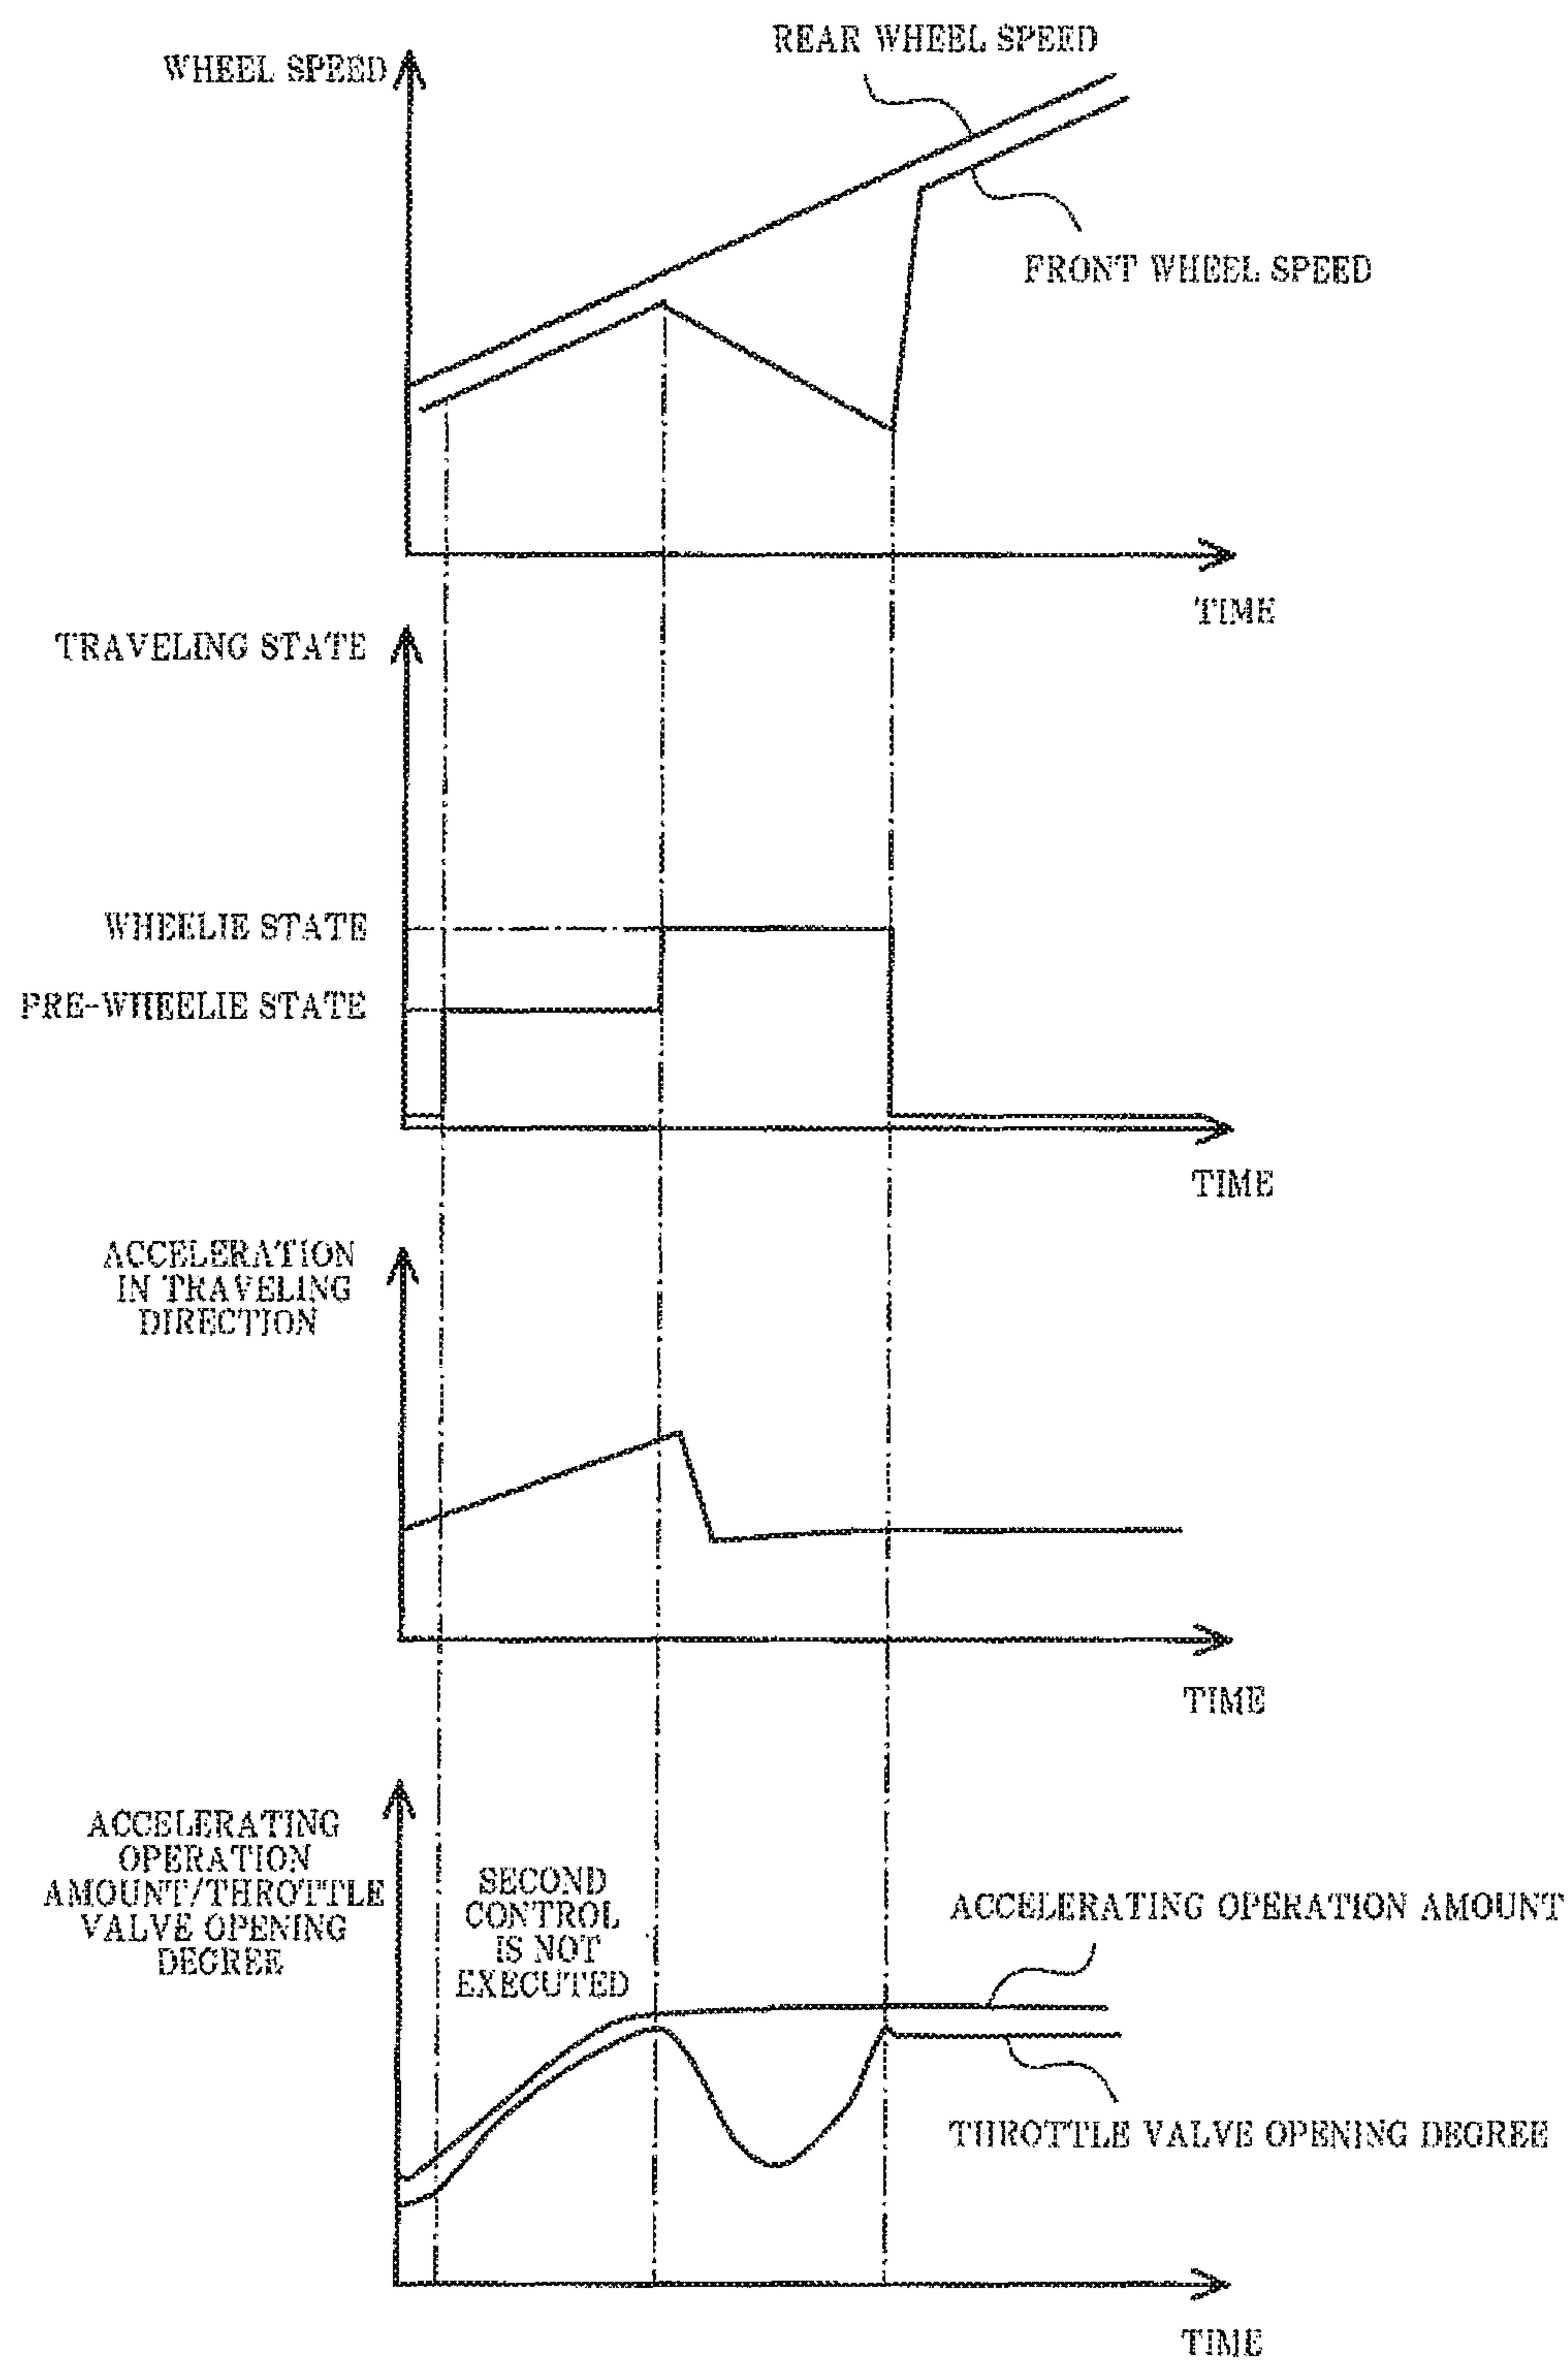 REAR WHEEL SPEED
WHEEL SPEED
FRONT WHEEL SPEED
TIME
TRAVELING STATE
WHEELIE STATE
PRE-WHEELIE STATE
TIME
ACCELERATION
IN TRAVELING
DIRECTION
TIME
ACCELERATING
OPERATION
AMOUNT/THROTTLE
VALVE OPENING
DEGREE
SECOND
CONTROL
IS NOT
EXECUTED
ACCELERATING OPERATION AMOUNT
THROTTLE VALVE OPENING DEGREE
TIME